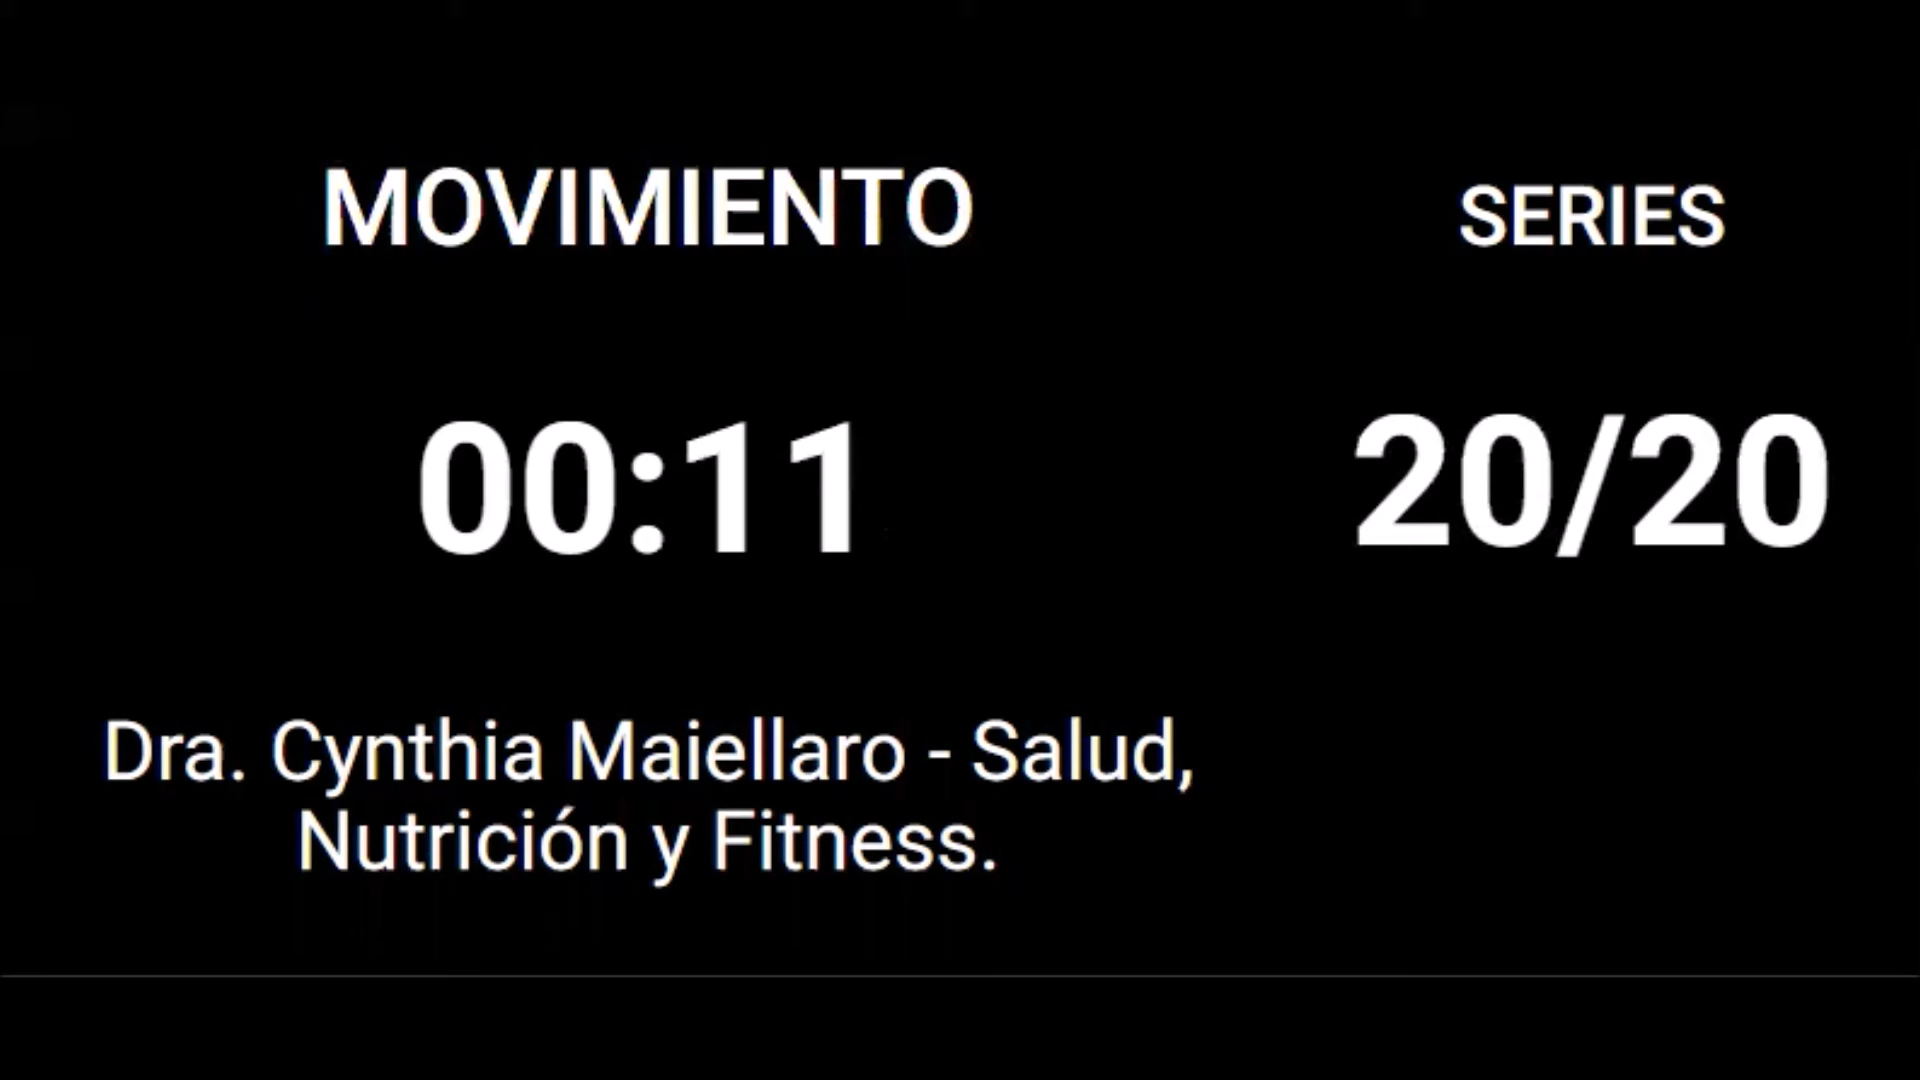 MOVIMIENTO
SERIES
00:11
20/20
Dra. Cynthia Maiellaro - Salud,
Nutrición y Fitness.